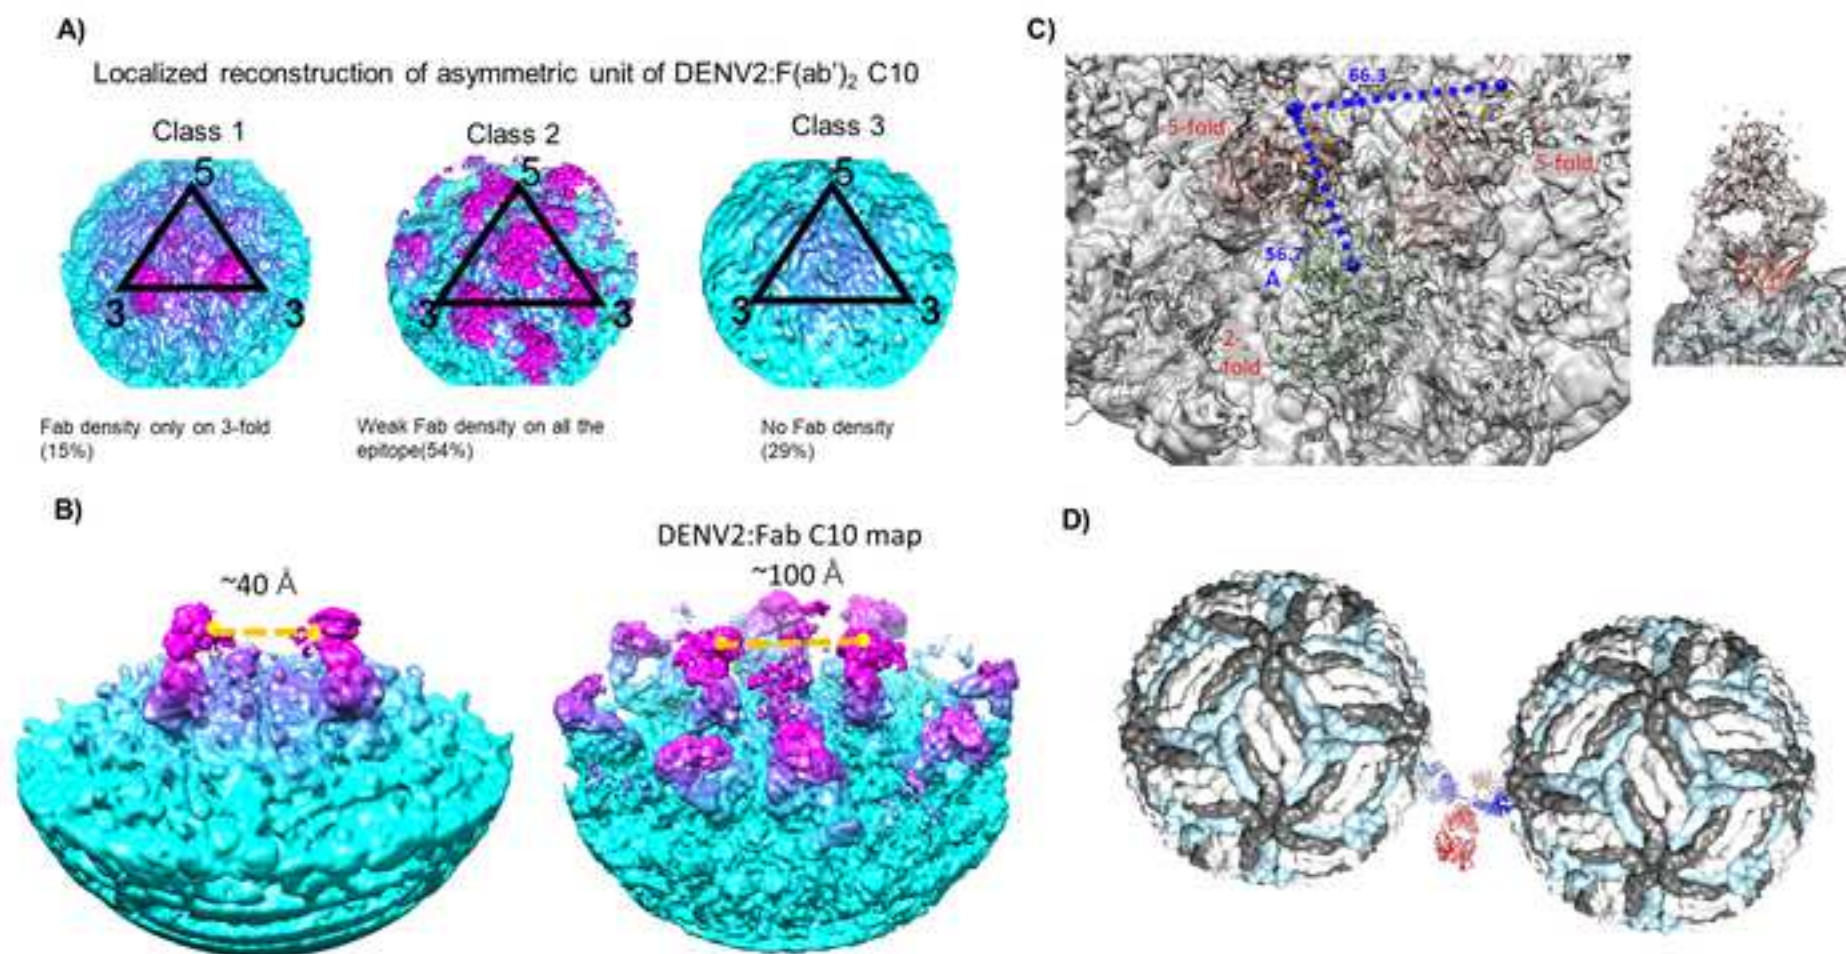 A)
Localized reconstruction of asymmetric unit of DENV2:F(ab')₂ C10
Class 1
Class 2
Class 3
5
5
5
3
3
3
3
3
3
Fab density only on 3-fold
(15%)
Weak Fab density on all the
epitope(54%)
No Fab density
(29%)
B)
~40 Å
DENV2:Fab C10 map
~100 Å
C)
66.3
5-fold
5-fold
56.7
Å
2-
fold
D)